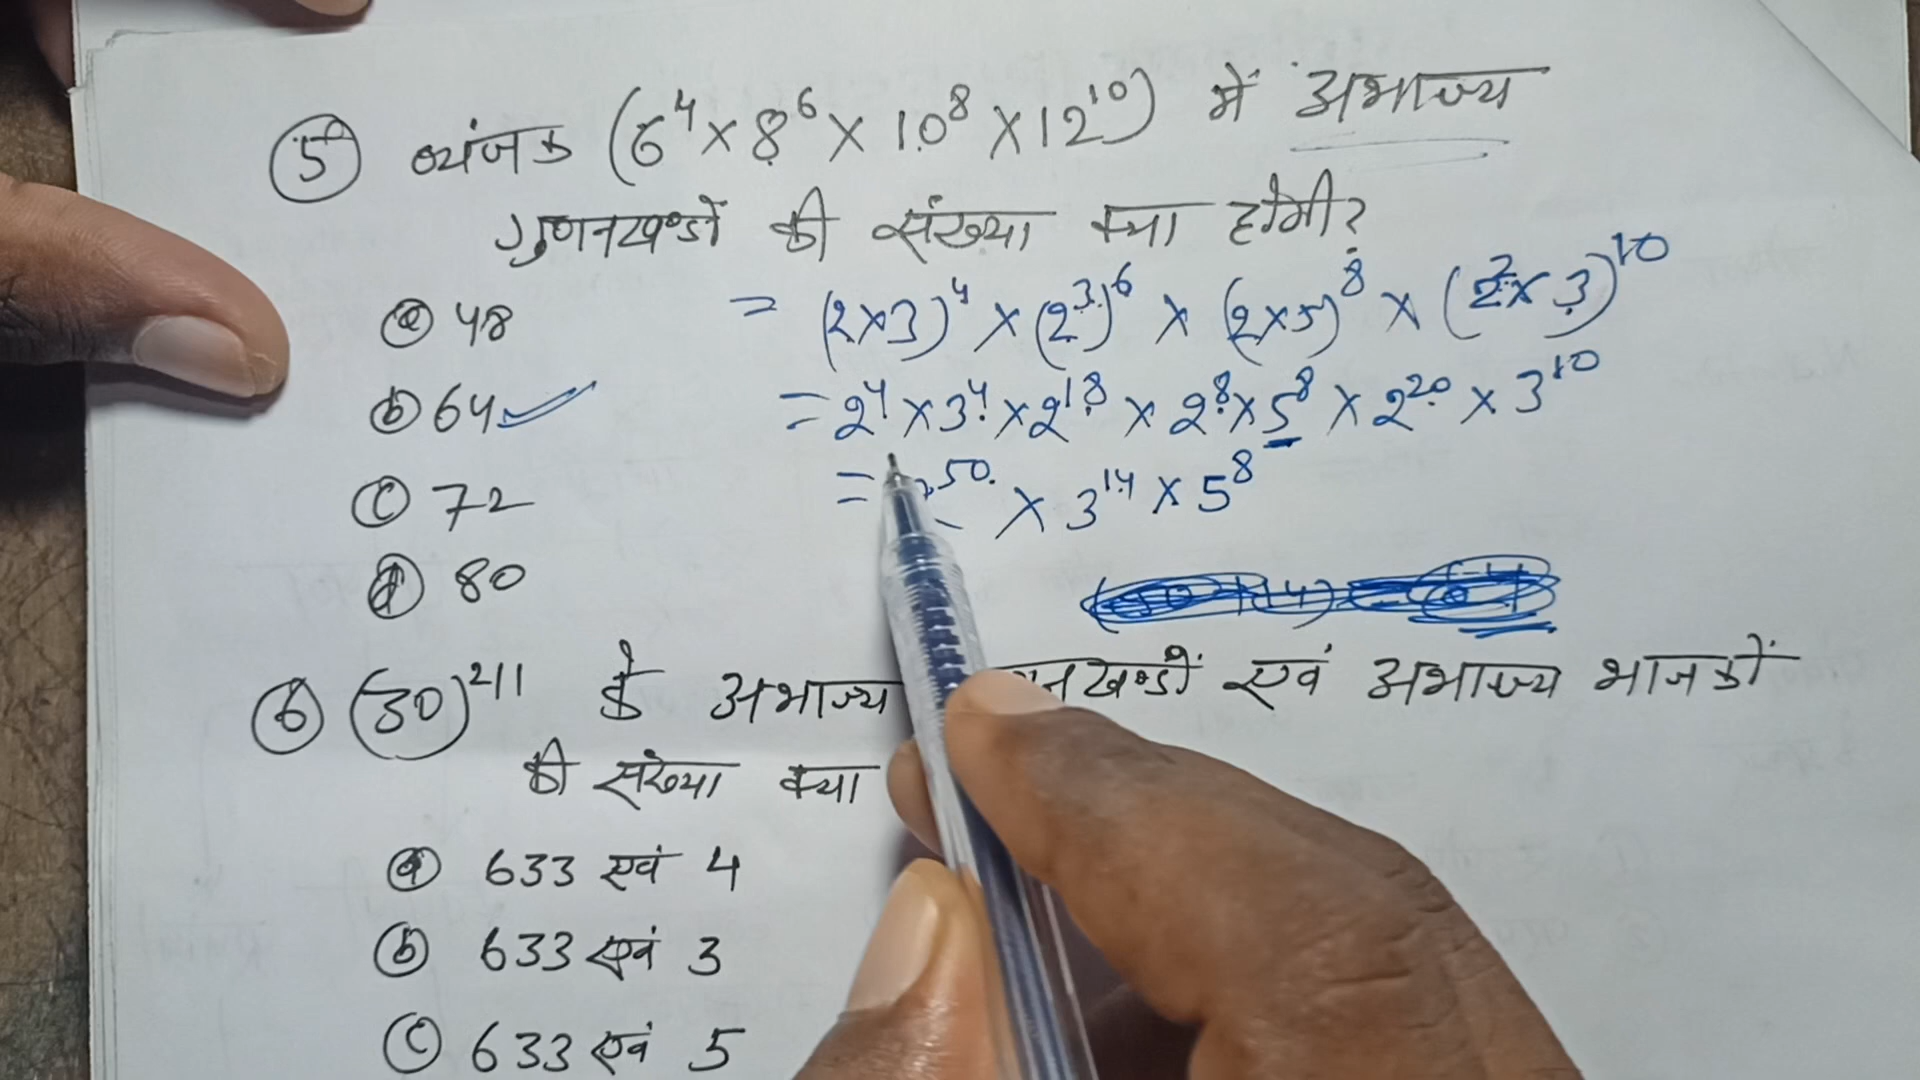 ⑤ व्यंजक (6⁴ × 8⁶ × 10⁸ × 12¹⁰) में अभाज्य
गुणनखण्डों की संख्या क्या होगी?
ⓐ 48
= (2×3)⁴ × (2³)⁶ × (2×5)⁸ × (2²×3)¹⁰
ⓑ 64
= 2⁴ × 3⁴ × 2¹⁸ × 2⁸ × 5⁸ × 2²⁰ × 3¹⁰
ⓒ 72
= 2⁵⁰ × 3¹⁴ × 5⁸
ⓓ 80
⑥ (30)²¹¹ के अभाज्य एवं अभाज्य भाजकों
की संख्या क्या
ⓐ 633 एवं 4
ⓑ 633 एवं 3
ⓒ 633 एवं 5